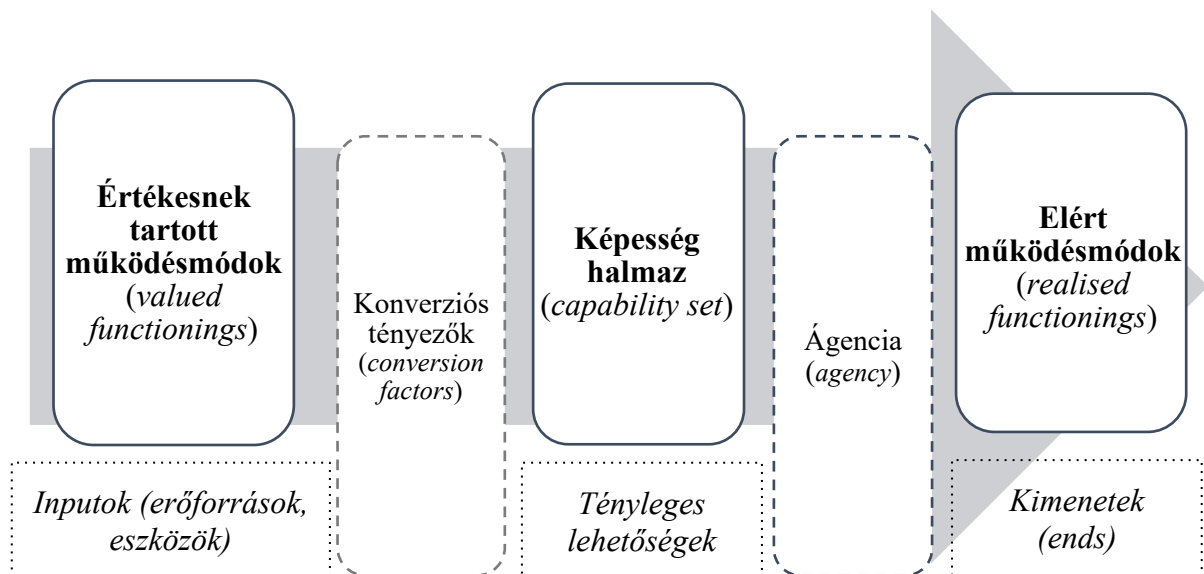 Értékesnek
tartott
működésmódok
(valued
functionings)
Konverziós
tényezők
(conversion
factors)
Képesség
halmaz
(capability set)
Ágencia
(agency)
Elért
működésmódok
(realised
functionings)
Inputok (erőforrások,
eszközök)
Tényleges
lehetőségek
Kimenetek
(ends)